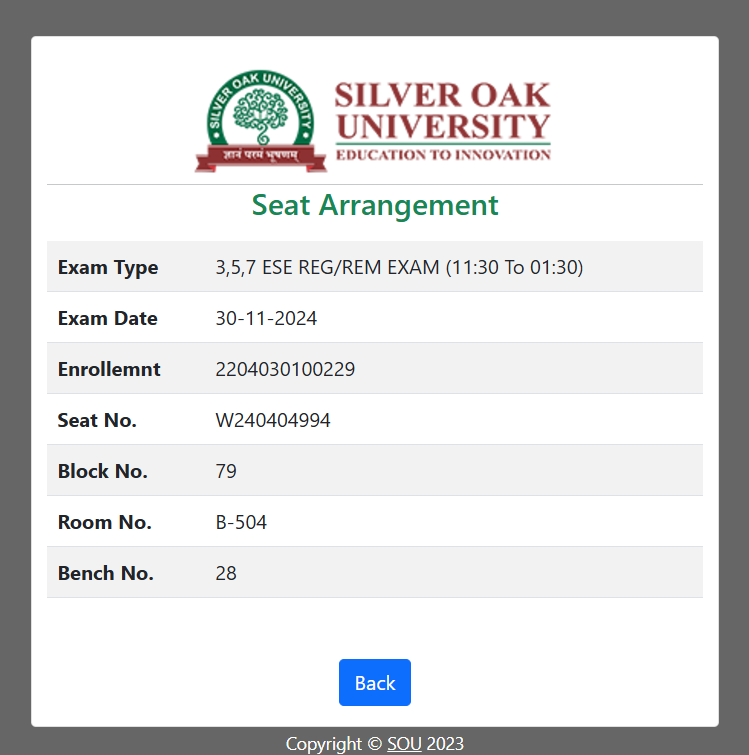 SILVER OAK UNIVERSITY
ज्ञानं परमं भूषणम्
SILVER OAK
UNIVERSITY
EDUCATION TO INNOVATION
Seat Arrangement
Exam Type 3,5,7 ESE REG/REM EXAM (11:30 To 01:30)
Exam Date 30-11-2024
Enrollemnt 2204030100229
Seat No. W240404994
Block No. 79
Room No. B-504
Bench No. 28
Back
Copyright © SOU 2023